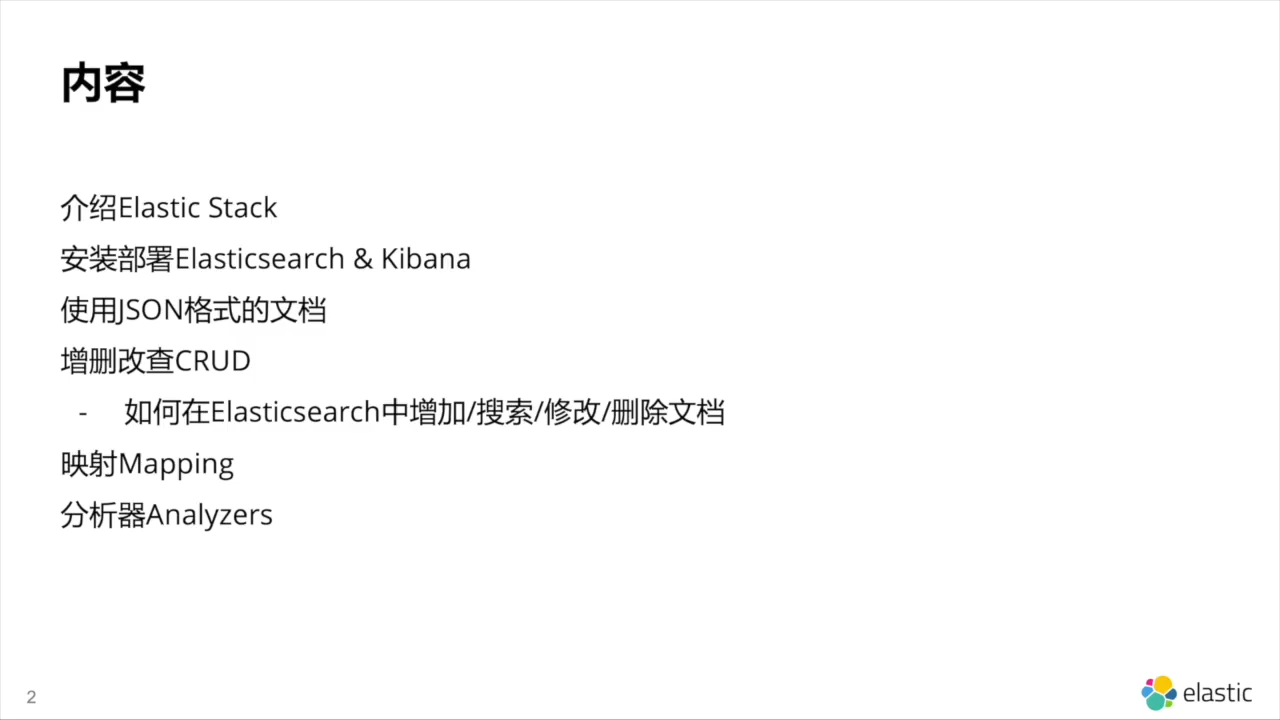 内容
介绍Elastic Stack
安装部署Elasticsearch & Kibana
使用JSON格式的文档
增删改查CRUD
- 如何在Elasticsearch中增加/搜索/修改/删除文档
映射Mapping
分析器Analyzers
2
elastic